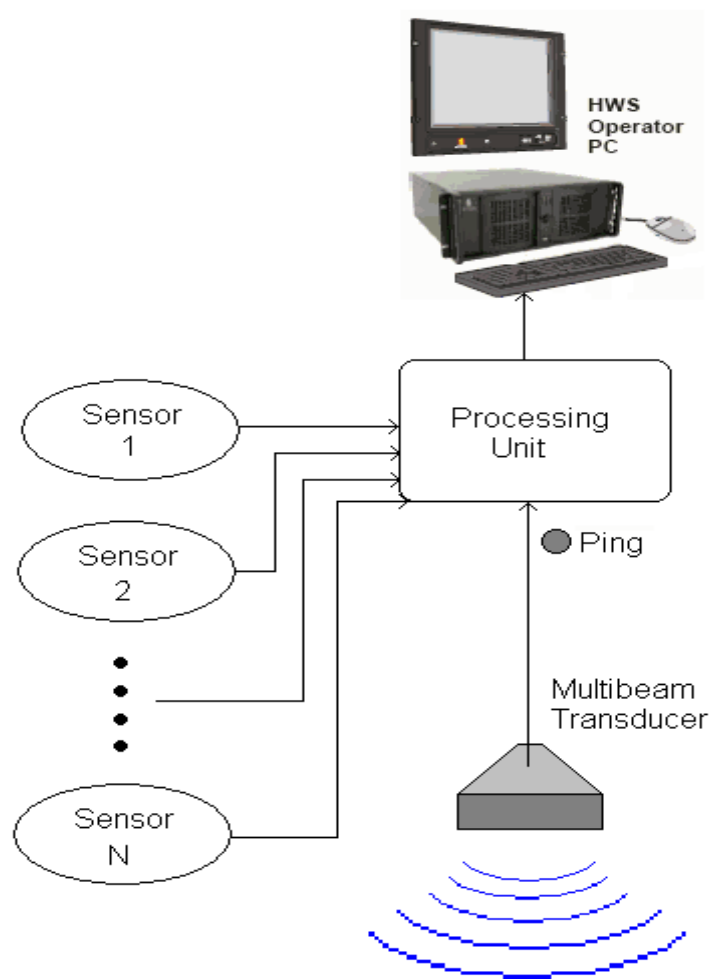 HWS
Operator
PC
Sensor
1
Processing
Unit
Sensor
2
Ping
Multibeam
Transducer
Sensor
N